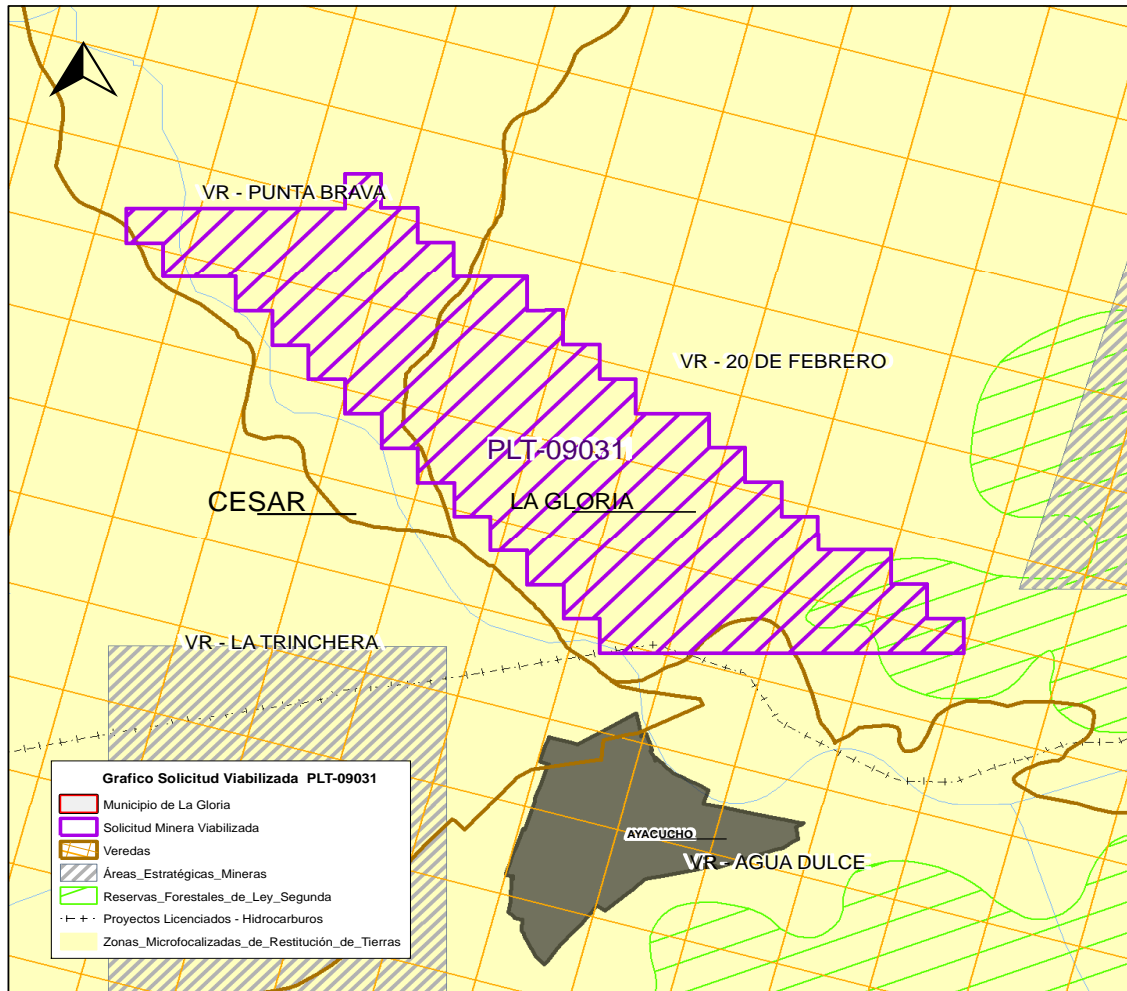 VR - PUNTA BRAVA
VR - 20 DE FEBRERO
PLT-09031
CESAR
LA GLORIA
VR - LA TRINCHERA
AYACUCHO
VR - AGUA DULCE
Grafico Solicitud Viabilizada PLT-09031
Municipio de La Gloria
Solicitud Minera Viabilizada
Veredas
Áreas_Estratégicas_Mineras
Reservas_Forestales_de_Ley_Segunda
Proyectos Licenciados - Hidrocarburos
Zonas_Microfocalizadas_de_Restitución_de_Tierras